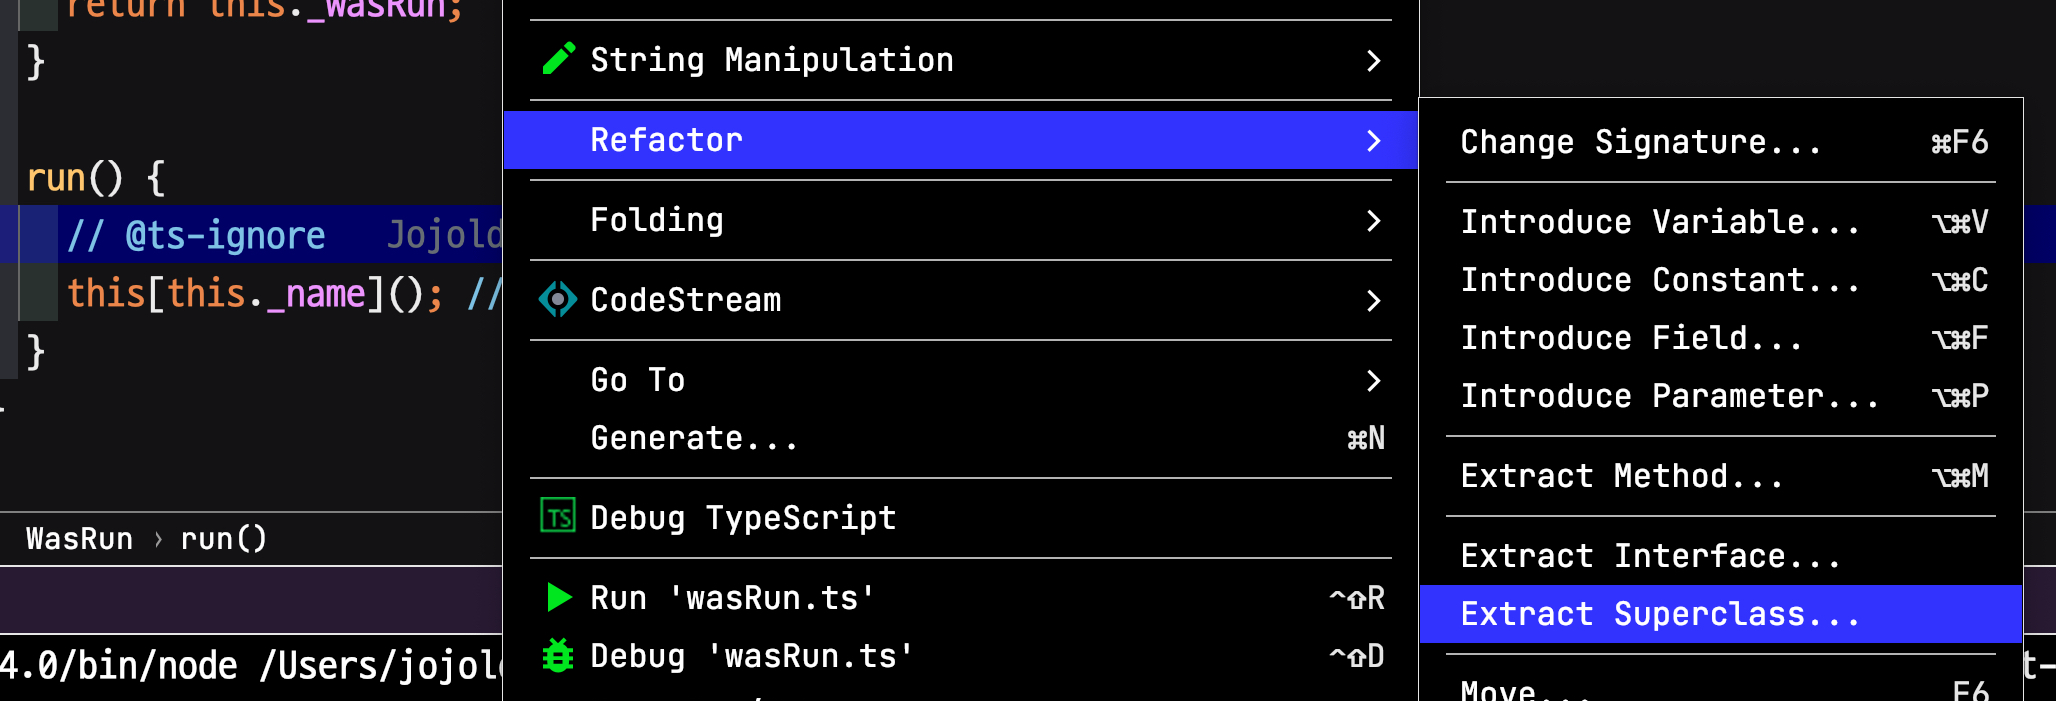 return this._wasRun;
}
run() {
// @ts-ignore Jojold
this[this._name](); //
}
WasRun › run()
4.0/bin/node /Users/jojol
String Manipulation
Refactor
Folding
CodeStream
Go To
Generate... ⌘N
TS Debug TypeScript
Run 'wasRun.ts' ^⇧R
Debug 'wasRun.ts' ^⇧D
Change Signature... ⌘F6
Introduce Variable... ⌥⌘V
Introduce Constant... ⌥⌘C
Introduce Field... ⌥⌘F
Introduce Parameter... ⌥⌘P
Extract Method... ⌥⌘M
Extract Interface...
Extract Superclass...
Move... F6
t-